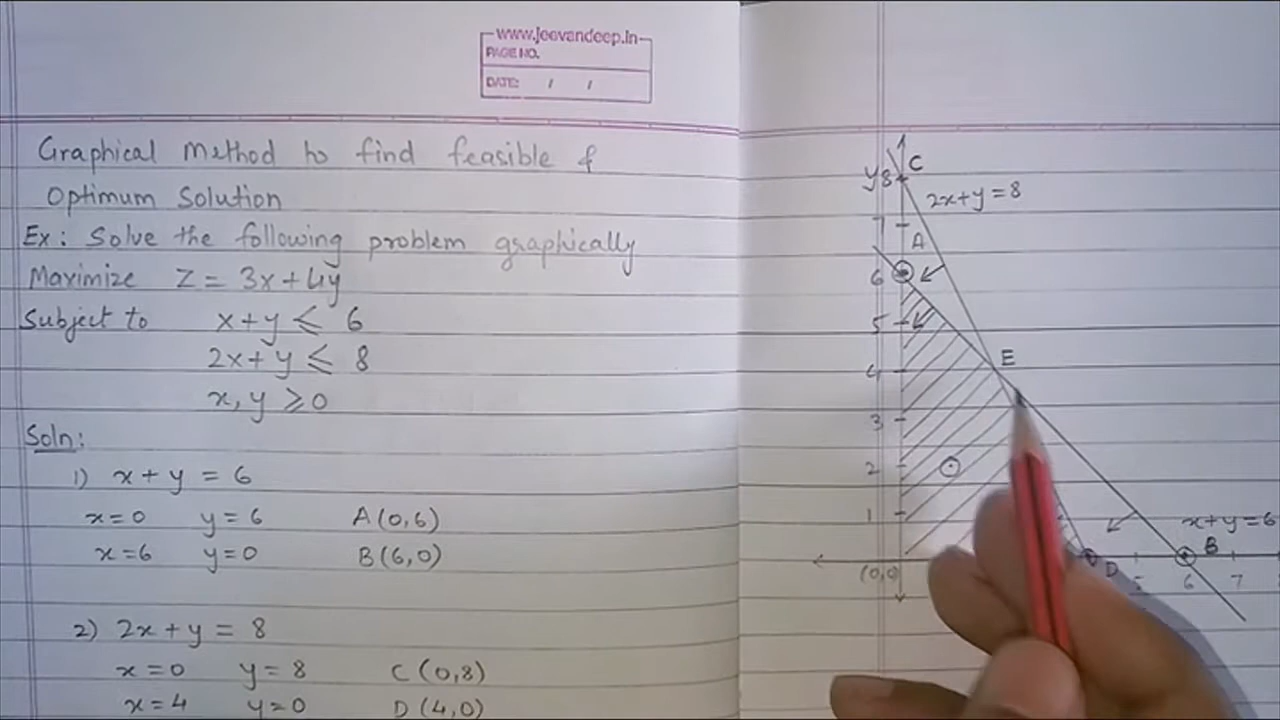 www.Jeevandeep.in
PAGE NO.
DATE: / /
Graphical Method to find feasible &
Optimum Solution
Ex: Solve the following problem graphically
Maximize Z = 3x+4y
Subject to x+y ⩽ 6
2x+y ⩽ 8
x, y ⩾ 0
Soln:
1) x+y = 6
x=0 y=6 A(0,6)
x=6 y=0 B(6,0)
2) 2x+y = 8
x=0 y=8 C(0,8)
x=4 y=0 D(4,0)
y 8 C
2x+y=8
7
A
6
5
E
4
3
2
1
x+y=6
B
(0,0) D 5 6 7